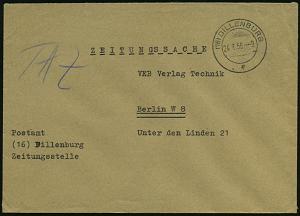 ZEITUNGSSACHE
(16) DILLENBURG
VEB Verlag Technik
Berlin W 8
Unter den Linden 21
Postamt
(16) Dillenburg
Zeitungsstelle